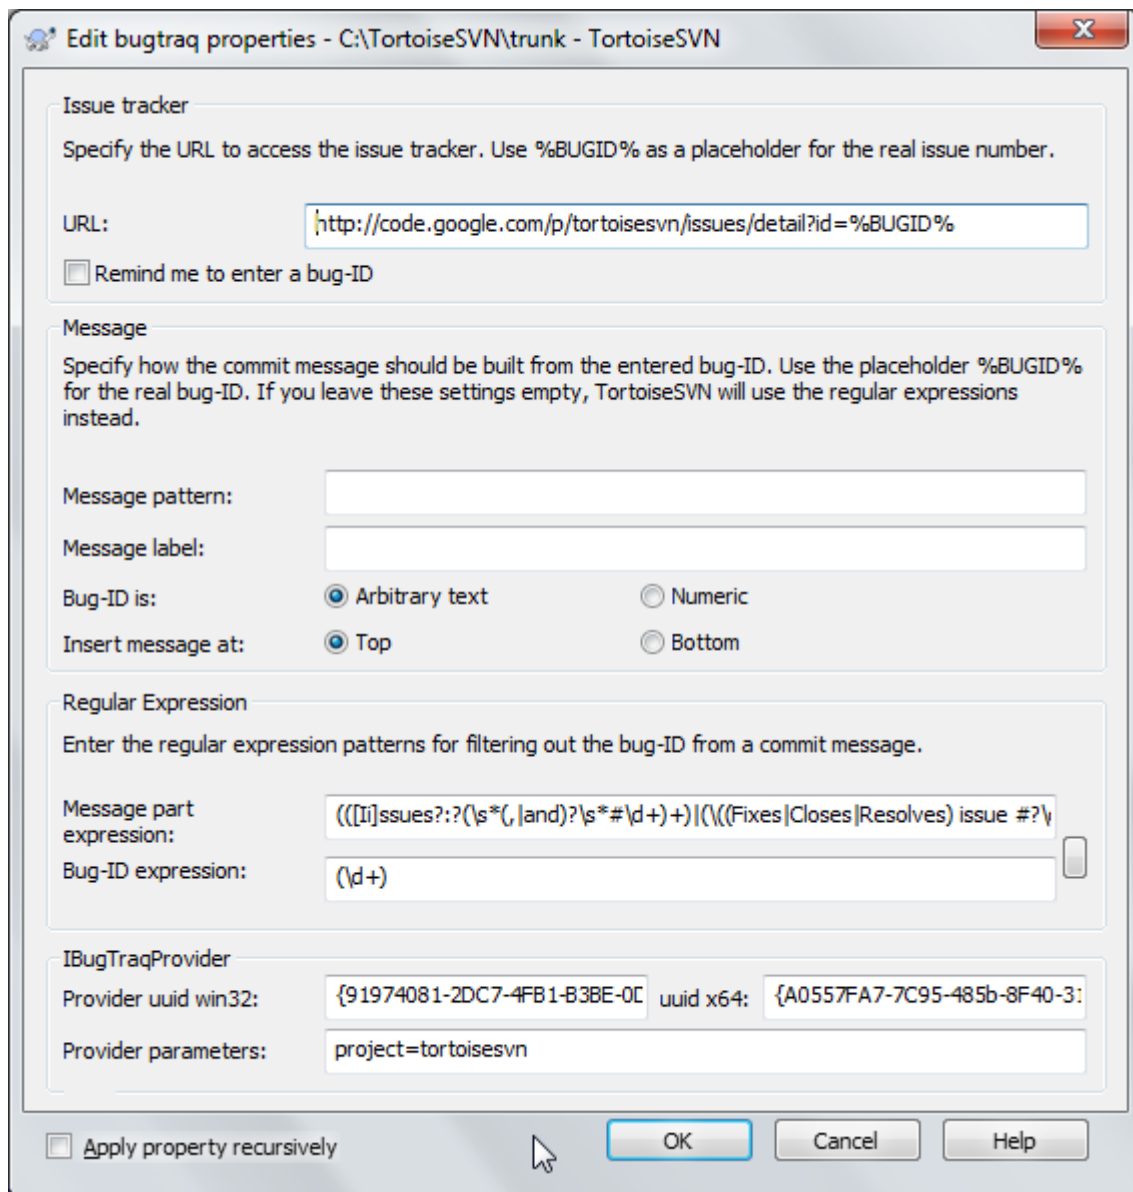 Edit bugtraq properties - C:\TortoiseSVN\trunk - TortoiseSVN
Issue tracker
Specify the URL to access the issue tracker. Use %BUGID% as a placeholder for the real issue number.
URL: http://code.google.com/p/tortoisesvn/issues/detail?id=%BUGID%
Remind me to enter a bug-ID
Message
Specify how the commit message should be built from the entered bug-ID. Use the placeholder %BUGID%
for the real bug-ID. If you leave these settings empty, TortoiseSVN will use the regular expressions
instead.
Message pattern:
Message label:
Bug-ID is: Arbitrary text Numeric
Insert message at: Top Bottom
Regular Expression
Enter the regular expression patterns for filtering out the bug-ID from a commit message.
Message part
expression:
(([Ii]ssues?:?(\s*(,|and)?\s*#\d+)+)|(\((Fixes|Closes|Resolves) issue #?\
Bug-ID expression: (\d+)
IBugTraqProvider
Provider uuid win32: {91974081-2DC7-4FB1-B3BE-0D uuid x64: {A0557FA7-7C95-485b-8F40-31
Provider parameters: project=tortoisesvn
Apply property recursively OK Cancel Help